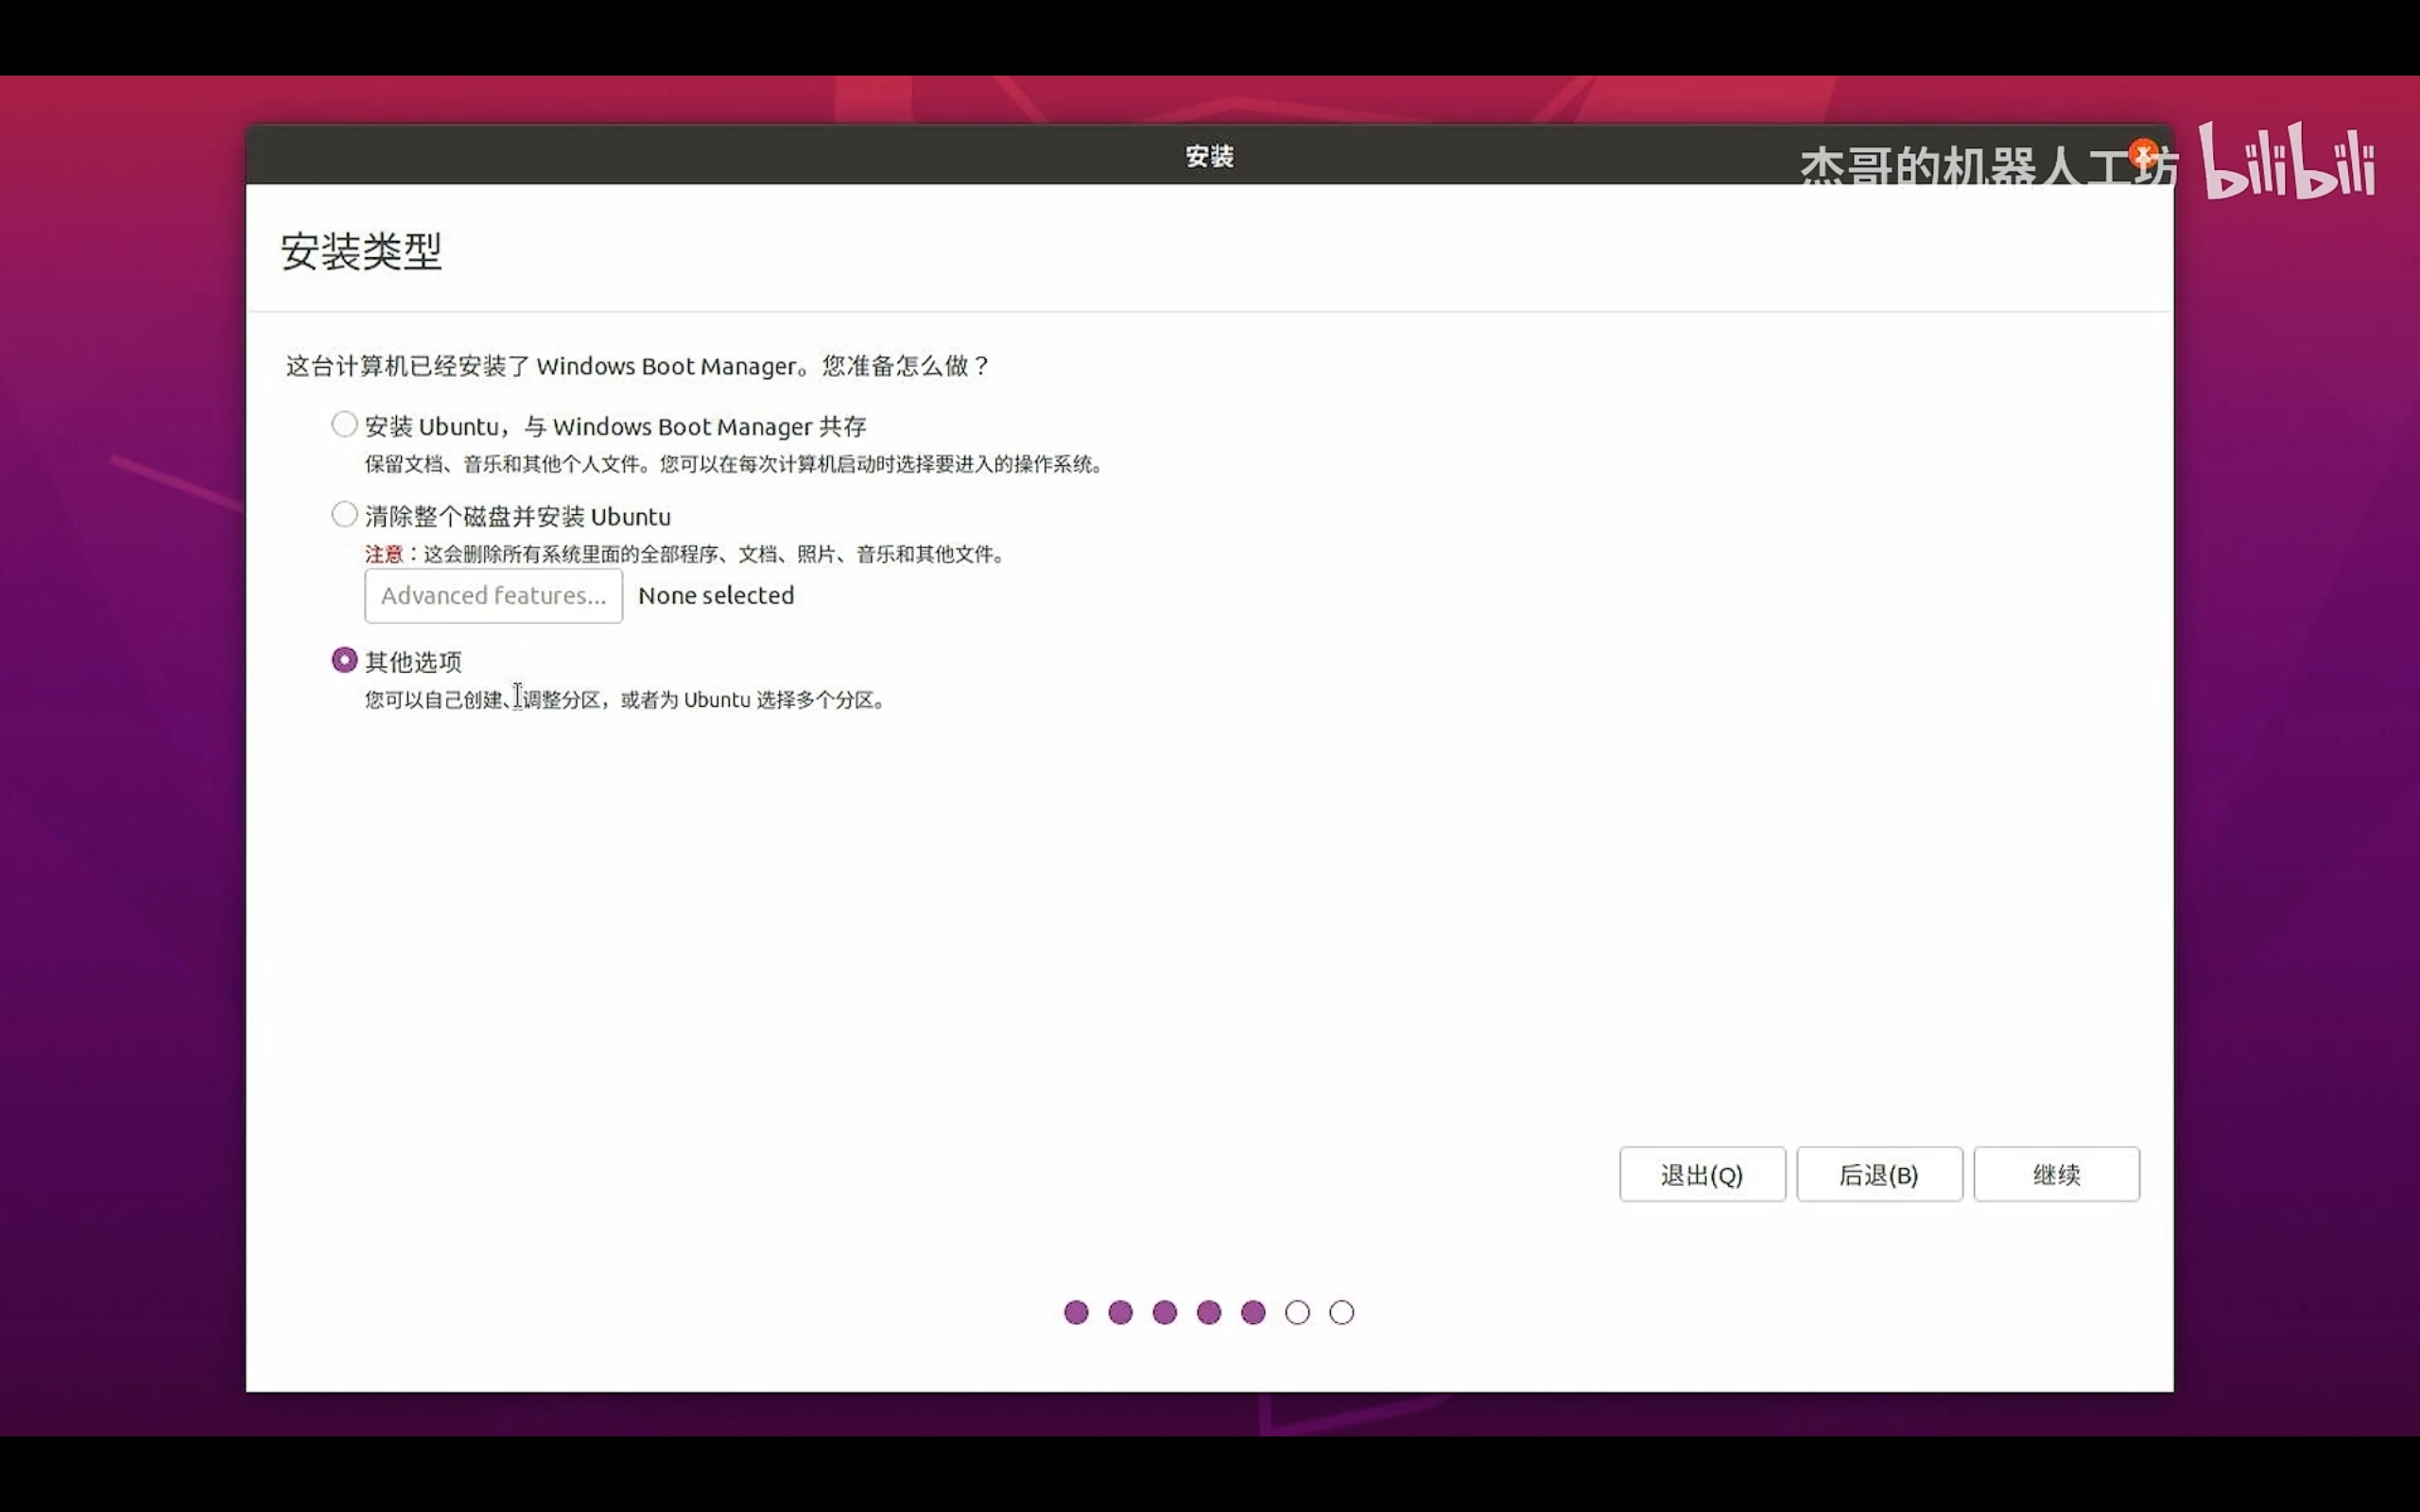 安装
杰哥的机器人工坊 bilibili
安装类型
这台计算机已经安装了 Windows Boot Manager。您准备怎么做？
安装 Ubuntu，与 Windows Boot Manager 共存
保留文档、音乐和其他个人文件。您可以在每次计算机启动时选择要进入的操作系统。
清除整个磁盘并安装 Ubuntu
注意：这会删除所有系统里面的全部程序、文档、照片、音乐和其他文件。
Advanced features... None selected
其他选项
您可以自己创建、调整分区，或者为 Ubuntu 选择多个分区。
退出(Q) 后退(B) 继续